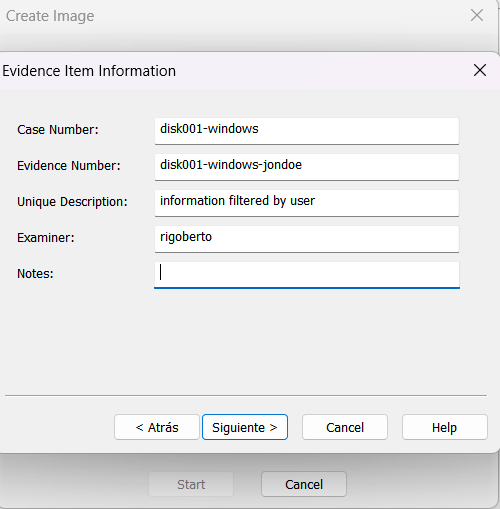 Create Image
Evidence Item Information
Case Number: disk001-windows
Evidence Number: disk001-windows-jondoe
Unique Description: information filtered by user
Examiner: rigoberto
Notes:
< Atrás Siguiente > Cancel Help
Start Cancel